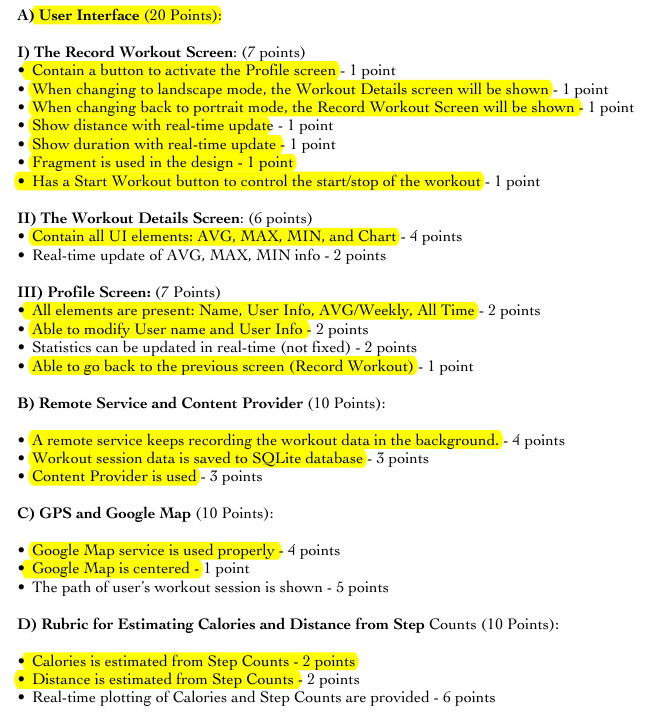 A) User Interface (20 Points):
I) The Record Workout Screen: (7 points)
• Contain a button to activate the Profile screen - 1 point
• When changing to landscape mode, the Workout Details screen will be shown - 1 point
• When changing back to portrait mode, the Record Workout Screen will be shown - 1 point
• Show distance with real-time update - 1 point
• Show duration with real-time update - 1 point
• Fragment is used in the design - 1 point
• Has a Start Workout button to control the start/stop of the workout - 1 point
II) The Workout Details Screen: (6 points)
• Contain all UI elements: AVG, MAX, MIN, and Chart - 4 points
• Real-time update of AVG, MAX, MIN info - 2 points
III) Profile Screen: (7 Points)
• All elements are present: Name, User Info, AVG/Weekly, All Time - 2 points
• Able to modify User name and User Info - 2 points
• Statistics can be updated in real-time (not fixed) - 2 points
• Able to go back to the previous screen (Record Workout) - 1 point
B) Remote Service and Content Provider (10 Points):
• A remote service keeps recording the workout data in the background. - 4 points
• Workout session data is saved to SQLite database - 3 points
• Content Provider is used - 3 points
C) GPS and Google Map (10 Points):
• Google Map service is used properly - 4 points
• Google Map is centered - 1 point
• The path of user's workout session is shown - 5 points
D) Rubric for Estimating Calories and Distance from Step Counts (10 Points):
• Calories is estimated from Step Counts - 2 points
• Distance is estimated from Step Counts - 2 points
• Real-time plotting of Calories and Step Counts are provided - 6 points